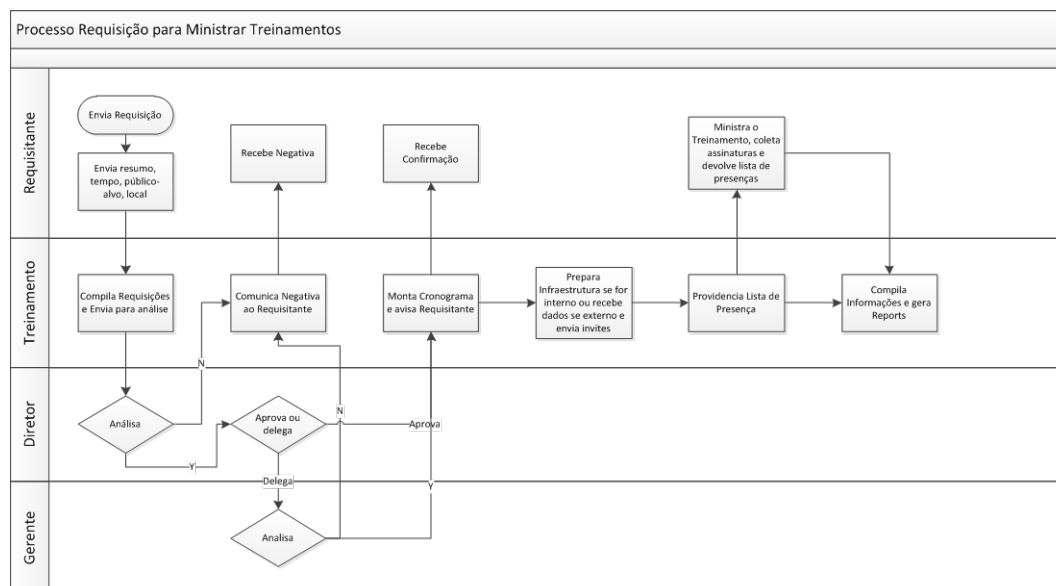 Processo Requisição para Ministrar Treinamentos
Requisitante
Envia Requisição
Envia resumo,
tempo, público-
alvo, local
Recebe Negativa
Recebe
Confirmação
Ministra o
Treinamento, coleta
assinaturas e
devolve lista de
presenças
Treinamento
Compila Requisições
e Envia para análise
Comunica Negativa
ao Requisitante
Monta Cronograma
e avisa Requisitante
Prepara
Infraestrutura se for
interno ou recebe
dados se externo e
envia invites
Providencia Lista de
Presença
Compila
Informações e gera
Reports
N
Diretor
Análisa
Y
Aprova ou
delega
N
Aprova
Delega
Y
Gerente
Analisa